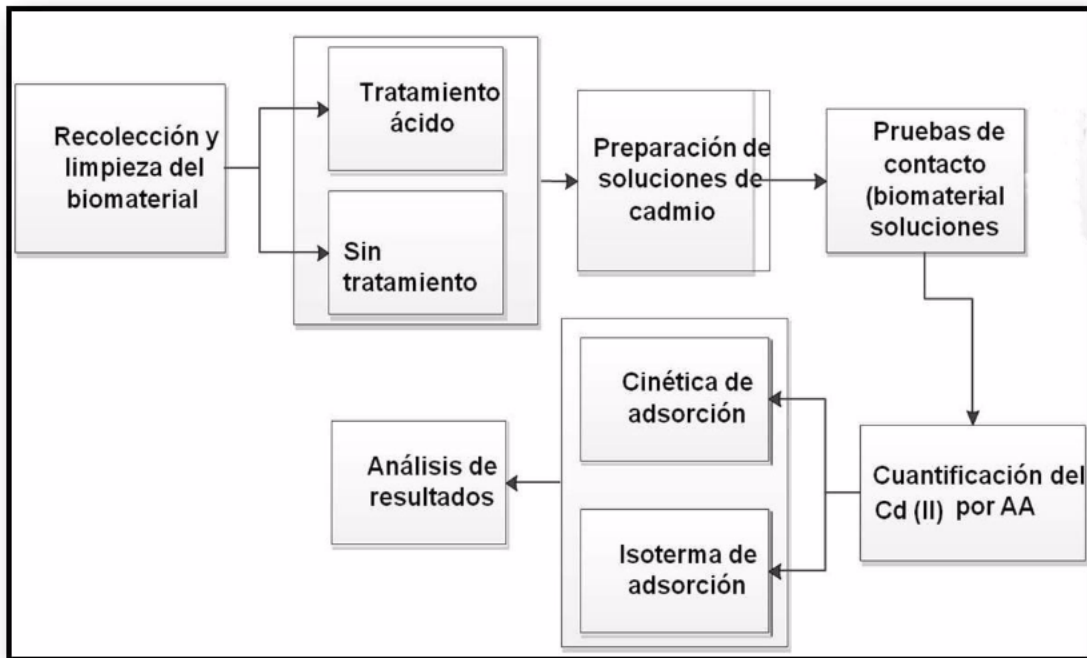 Recolección y
limpieza del
biomaterial
Tratamiento
ácido
Sin
tratamiento
Preparación de
soluciones de
cadmio
Pruebas de
contacto
(biomaterial
soluciones
Cuantificación del
Cd (II) por AA
Cinética de
adsorción
Isoterma de
adsorción
Análisis de
resultados